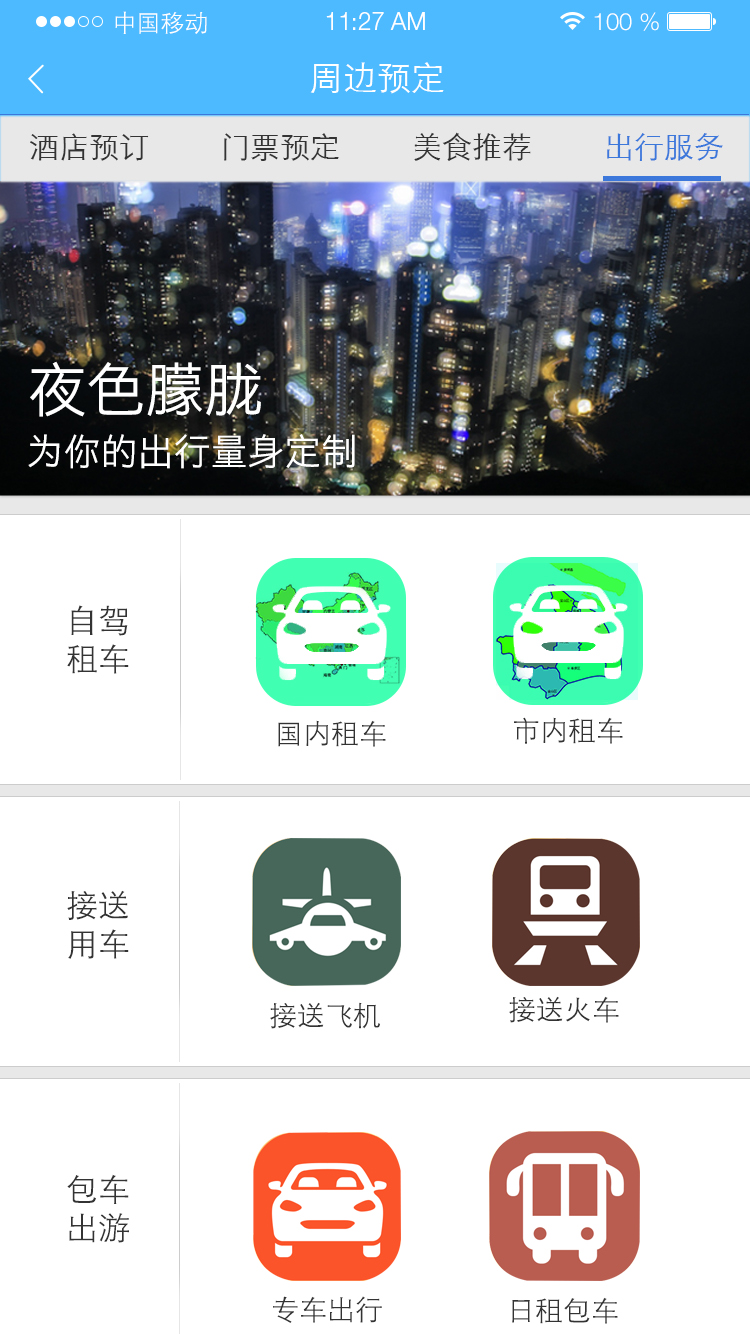 中国移动 11:27 AM 100 %
周边预定
酒店预订 门票预定 美食推荐 出行服务
夜色朦胧
为你的出行量身定制
自驾
租车
国内租车 市内租车
接送
用车
接送飞机 接送火车
包车
出游
专车出行 日租包车